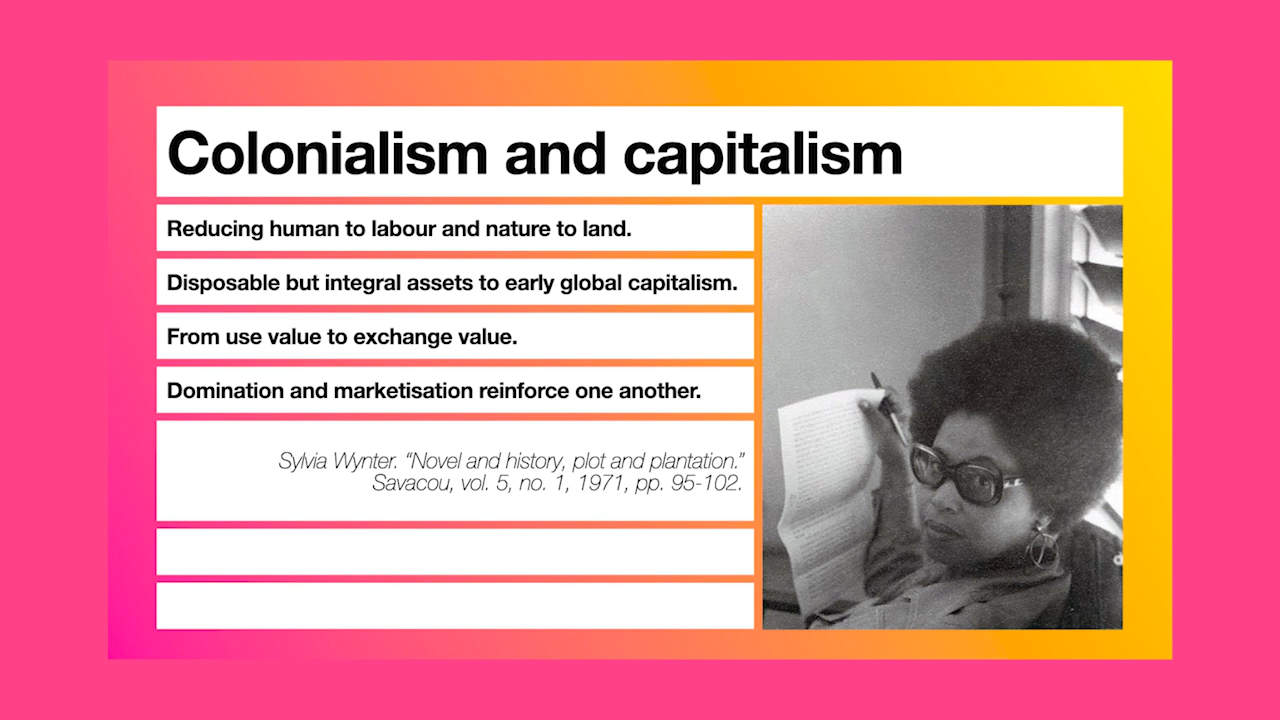 Colonialism and capitalism
Reducing human to labour and nature to land.
Disposable but integral assets to early global capitalism.
From use value to exchange value.
Domination and marketisation reinforce one another.
Sylvia Wynter. “Novel and history, plot and plantation.”
Savacou, vol. 5, no. 1, 1971, pp. 95-102.